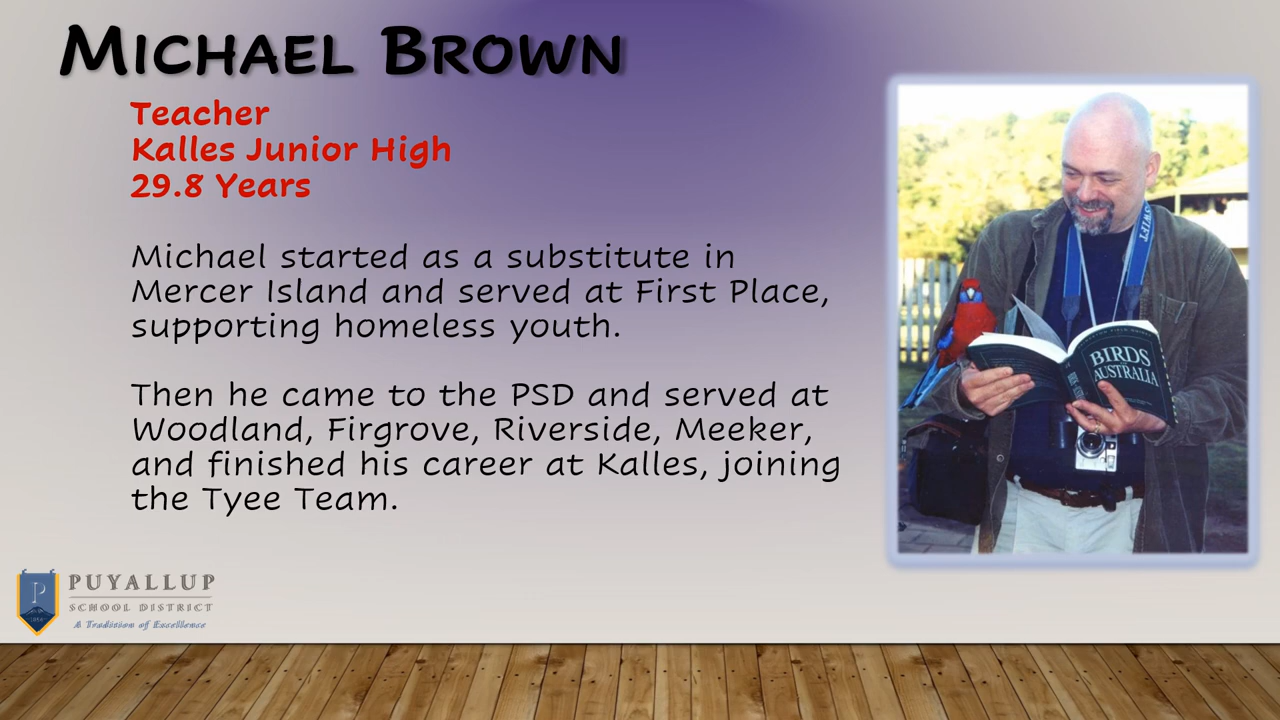 MICHAEL BROWN
Teacher
Kalles Junior High
29.8 Years
Michael started as a substitute in
Mercer Island and served at First Place,
supporting homeless youth.
Then he came to the PSD and served at
Woodland, Firgrove, Riverside, Meeker,
and finished his career at Kalles, joining
the Tyee Team.
SWIFT
BIRDS
AUSTRALIA
P
PUYALLUP
SCHOOL DISTRICT
A Tradition of Excellence